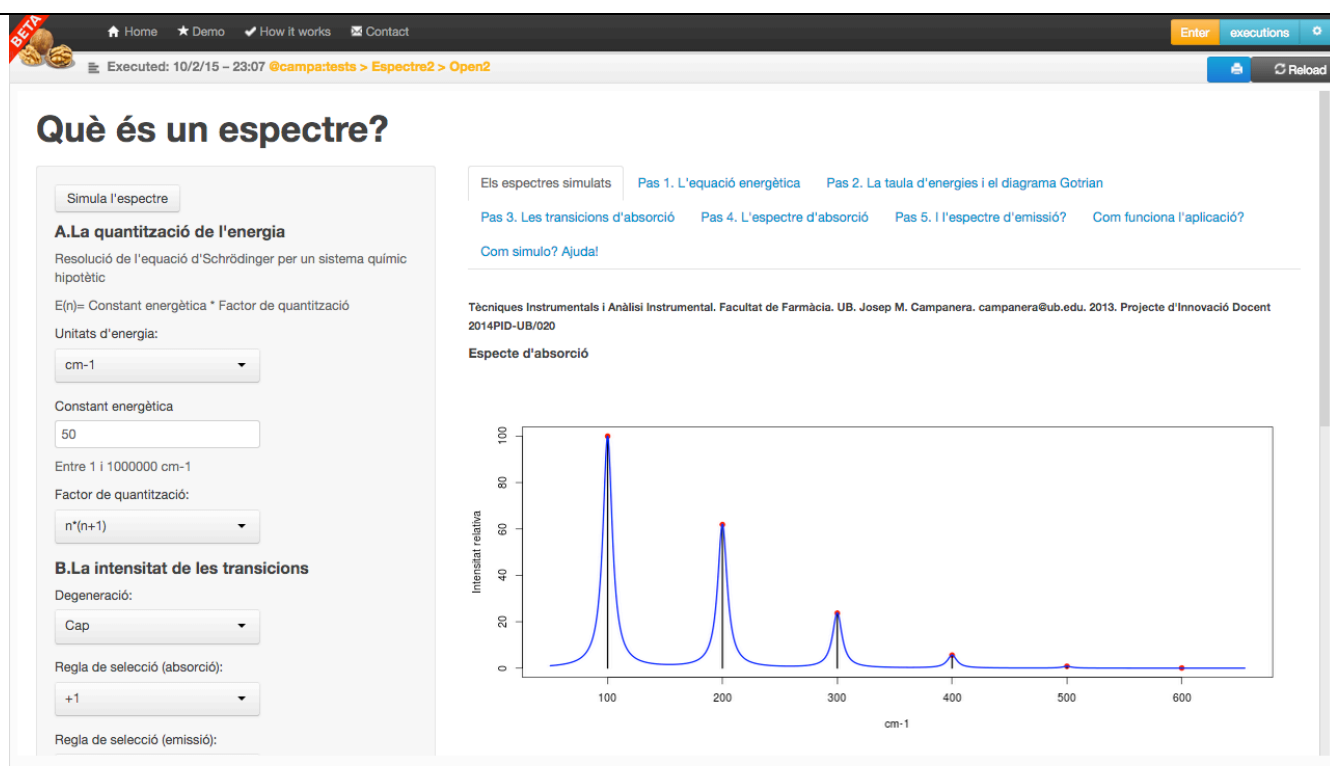 BETA
Home Demo How it works Contact
Enter executions
Executed: 10/2/15 – 23:07 @campa:tests > Espectre2 > Open2
Reload
Què és un espectre?
Simula l'espectre
A.La quantització de l'energia
Resolució de l'equació d'Schrödinger per un sistema químic
hipotètic
E(n)= Constant energètica * Factor de quantització
Unitats d'energia:
cm-1
Constant energètica
50
Entre 1 i 1000000 cm-1
Factor de quantització:
n*(n+1)
B.La intensitat de les transicions
Degeneració:
Cap
Regla de selecció (absorció):
+1
Regla de selecció (emissió):
Els espectres simulats Pas 1. L'equació energètica Pas 2. La taula d'energies i el diagrama Gotrian
Pas 3. Les transicions d'absorció Pas 4. L'espectre d'absorció Pas 5. I l'espectre d'emissió? Com funciona l'aplicació?
Com simulo? Ajuda!
Tècniques Instrumentals i Anàlisi Instrumental. Facultat de Farmàcia. UB. Josep M. Campanera. campanera@ub.edu. 2013. Projecte d'Innovació Docent
2014PID-UB/020
Especte d'absorció
Intensitat relativa
100
80
60
40
20
0
100 200 300 400 500 600
cm-1